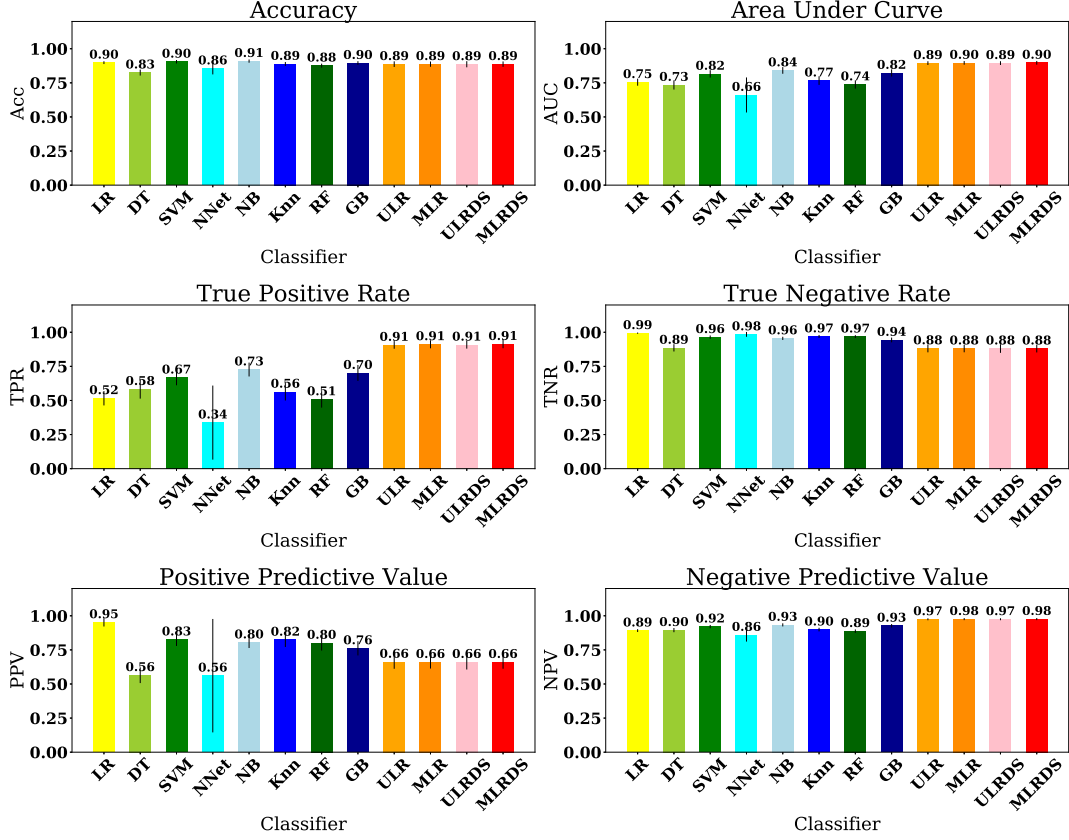 Accuracy
Acc
1.00
0.75
0.50
0.25
0.00
0.90 0.83 0.90 0.86 0.91 0.89 0.88 0.90 0.89 0.89 0.89 0.89
LR DT SVM NNet NB Knn RF GB ULR MLR ULRDS MLRDS
Classifier
Area Under Curve
AUC
1.00
0.75
0.50
0.25
0.00
0.75 0.73 0.82 0.66 0.84 0.77 0.74 0.82 0.89 0.90 0.89 0.90
LR DT SVM NNet NB Knn RF GB ULR MLR ULRDS MLRDS
Classifier
True Positive Rate
TPR
1.00
0.75
0.50
0.25
0.00
0.52 0.58 0.67 0.34 0.73 0.56 0.51 0.70 0.91 0.91 0.91 0.91
LR DT SVM NNet NB Knn RF GB ULR MLR ULRDS MLRDS
Classifier
True Negative Rate
TNR
1.00
0.75
0.50
0.25
0.00
0.99 0.89 0.96 0.98 0.96 0.97 0.97 0.94 0.88 0.88 0.88 0.88
LR DT SVM NNet NB Knn RF GB ULR MLR ULRDS MLRDS
Classifier
Positive Predictive Value
PPV
1.00
0.75
0.50
0.25
0.00
0.95 0.56 0.83 0.56 0.80 0.82 0.80 0.76 0.66 0.66 0.66 0.66
LR DT SVM NNet NB Knn RF GB ULR MLR ULRDS MLRDS
Classifier
Negative Predictive Value
NPV
1.00
0.75
0.50
0.25
0.00
0.89 0.90 0.92 0.86 0.93 0.90 0.89 0.93 0.97 0.98 0.97 0.98
LR DT SVM NNet NB Knn RF GB ULR MLR ULRDS MLRDS
Classifier